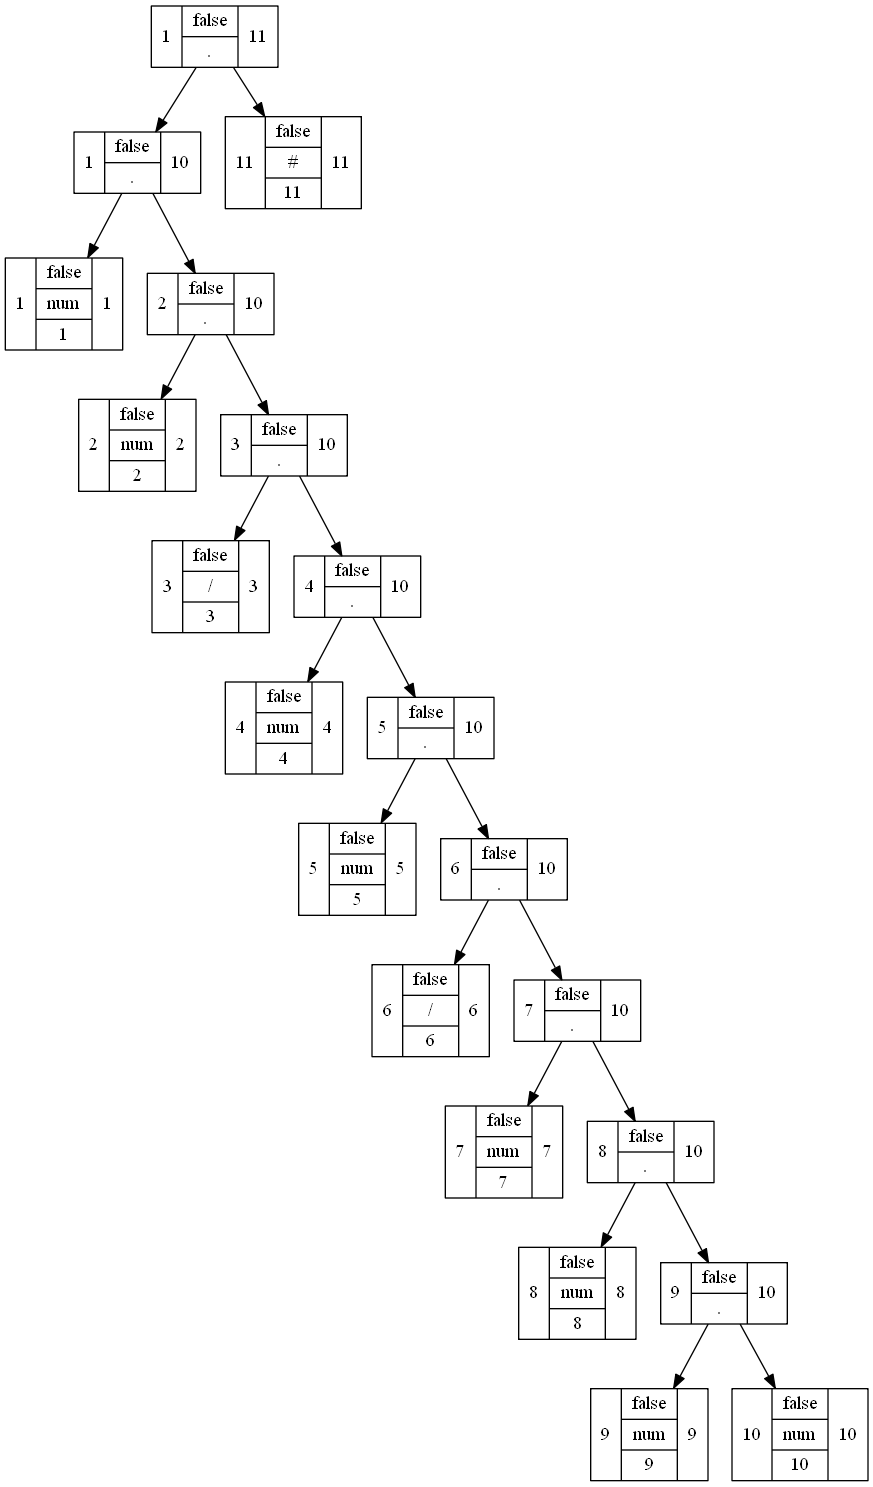 1 false 11
.
1 false 10
.
11 false 11
#
11
1 false 1
num
1
2 false 10
.
2 false 2
num
2
3 false 10
.
3 false 3
/
3
4 false 10
.
4 false 4
num
4
5 false 10
.
5 false 5
num
5
6 false 10
.
6 false 6
/
6
7 false 10
.
7 false 7
num
7
8 false 10
.
8 false 8
num
8
9 false 10
.
9 false 9
num
9
10 false 10
num
10